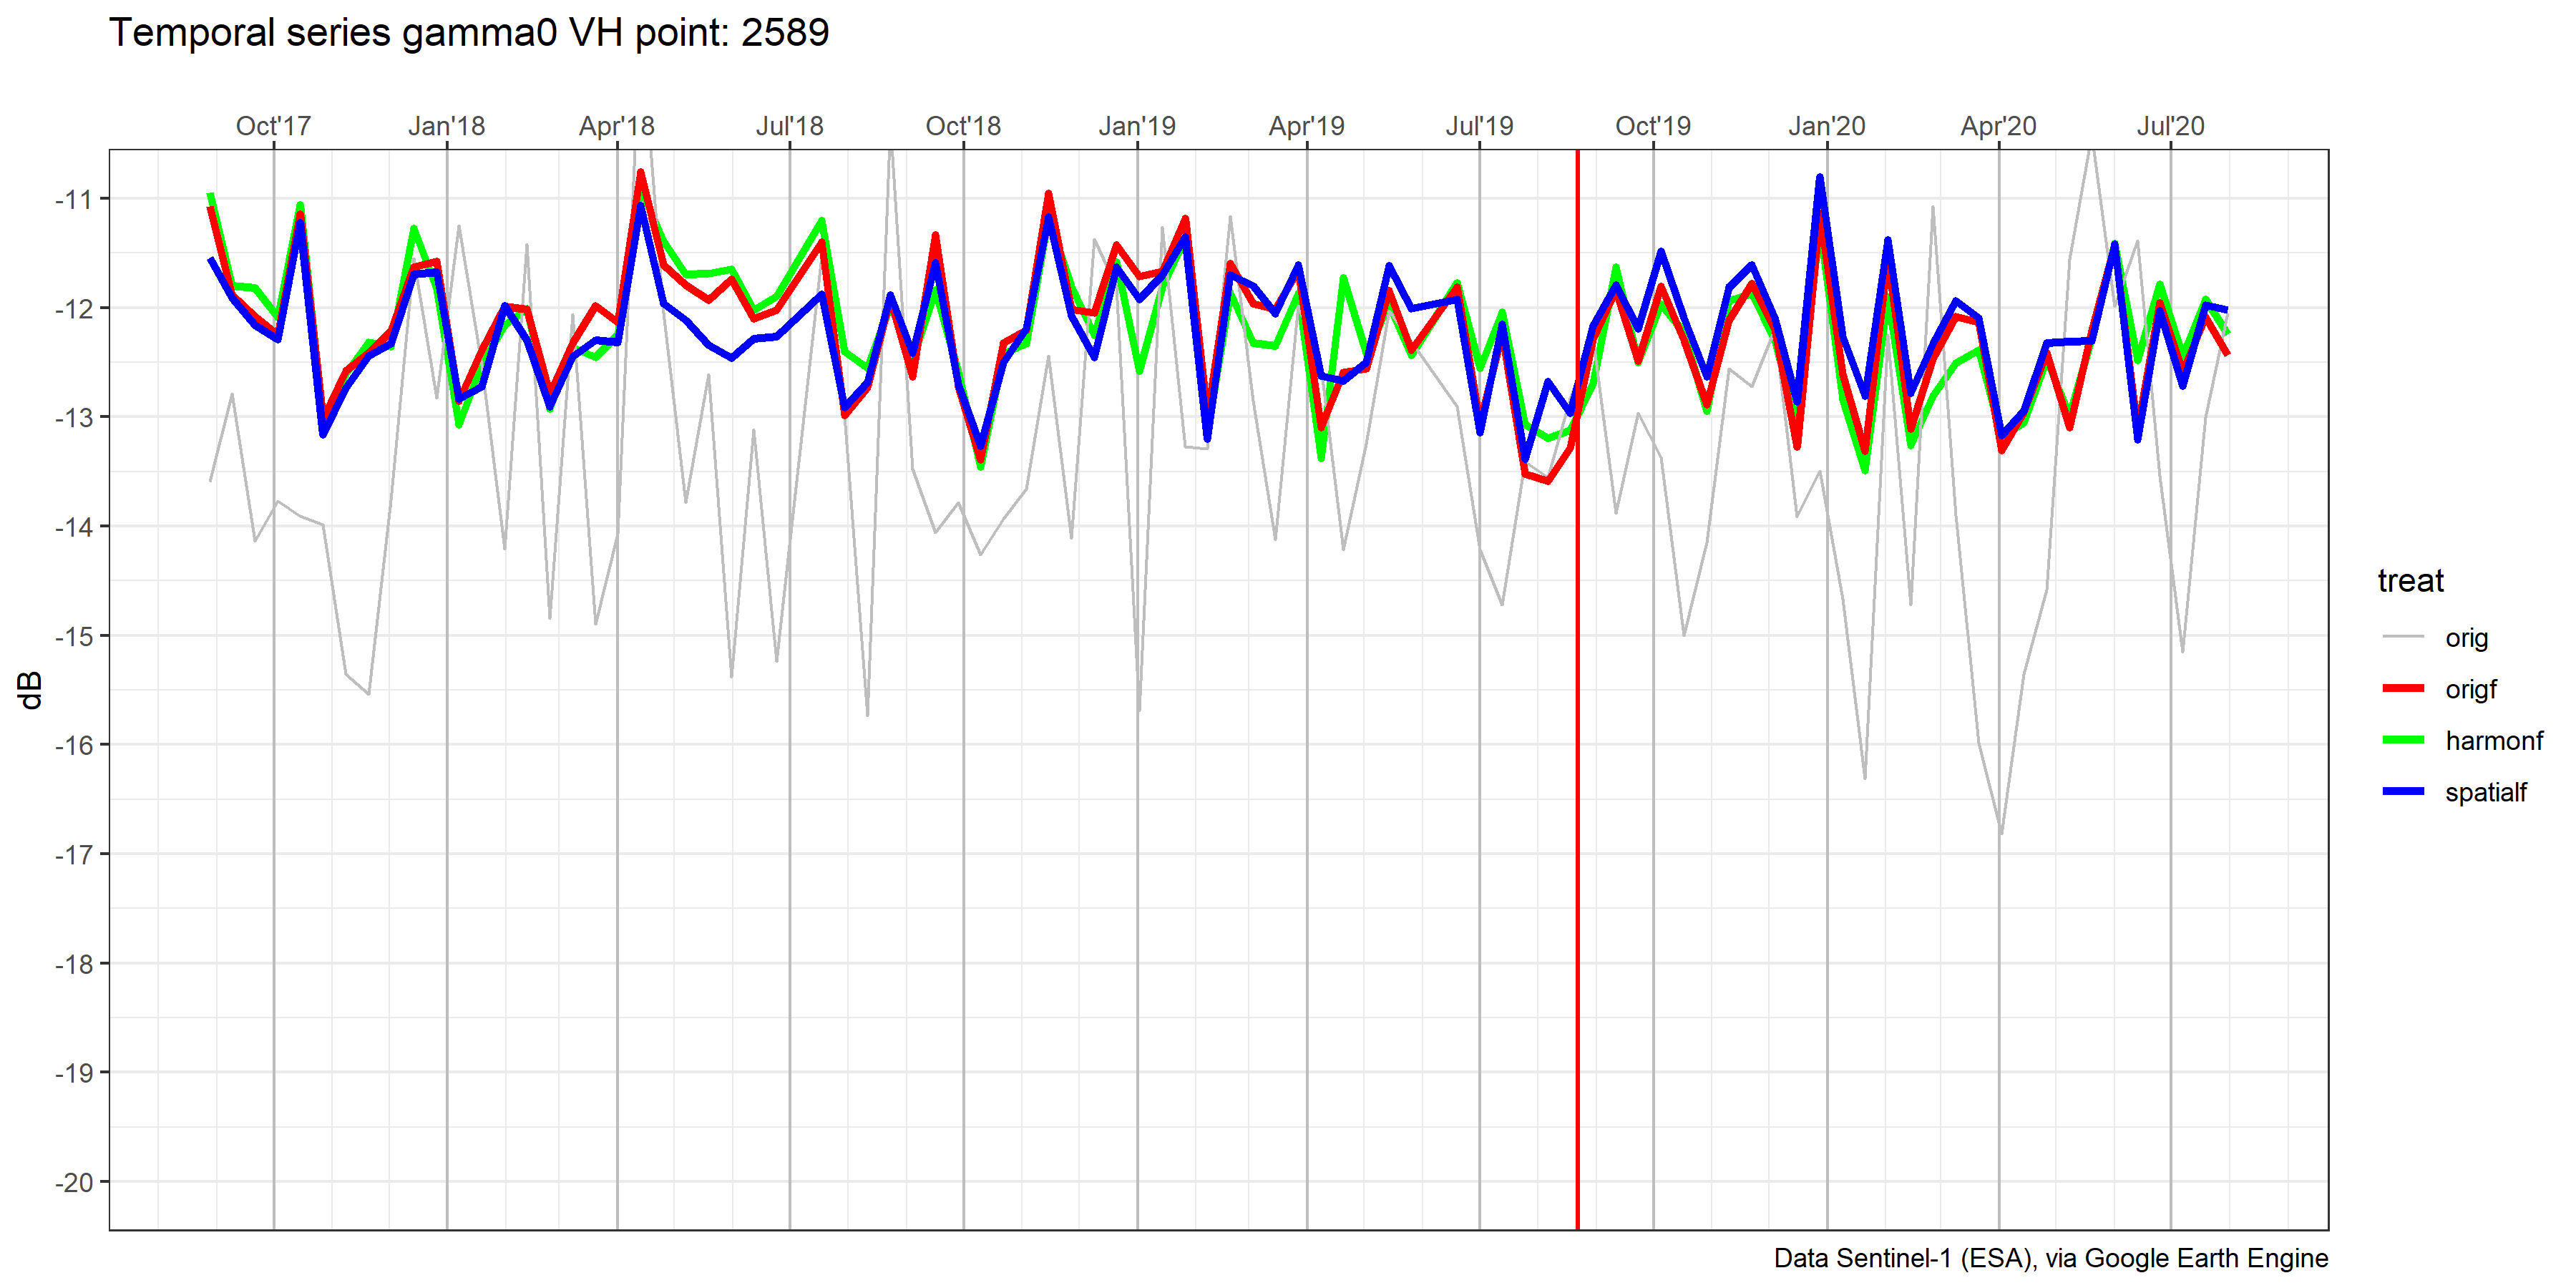 Temporal series gamma0 VH point: 2589
Oct'17 Jan'18 Apr'18 Jul'18 Oct'18 Jan'19 Apr'19 Jul'19 Oct'19 Jan'20 Apr'20 Jul'20
-11
-12
-13
-14
-15
-16
-17
-18
-19
-20
dB
treat
orig
origf
harmonf
spatialf
Data Sentinel-1 (ESA), via Google Earth Engine